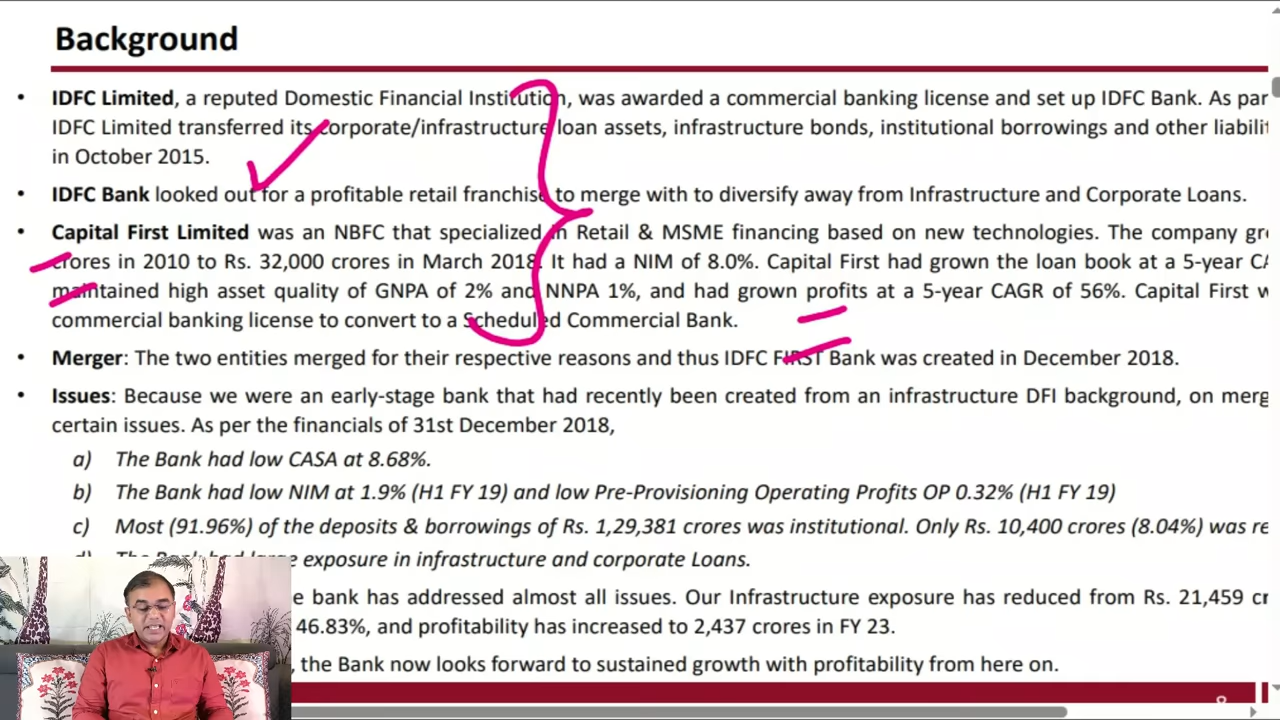 Background
• IDFC Limited, a reputed Domestic Financial Institution, was awarded a commercial banking license and set up IDFC Bank. As par
IDFC Limited transferred its corporate/infrastructure loan assets, infrastructure bonds, institutional borrowings and other liabilit
in October 2015.
• IDFC Bank looked out for a profitable retail franchise to merge with to diversify away from Infrastructure and Corporate Loans.
• Capital First Limited was an NBFC that specialized in Retail & MSME financing based on new technologies. The company gr
crores in 2010 to Rs. 32,000 crores in March 2018. It had a NIM of 8.0%. Capital First had grown the loan book at a 5-year CA
maintained high asset quality of GNPA of 2% and NNPA 1%, and had grown profits at a 5-year CAGR of 56%. Capital First w
commercial banking license to convert to a Scheduled Commercial Bank.
• Merger: The two entities merged for their respective reasons and thus IDFC FIRST Bank was created in December 2018.
• Issues: Because we were an early-stage bank that had recently been created from an infrastructure DFI background, on merg
certain issues. As per the financials of 31st December 2018,
a) The Bank had low CASA at 8.68%.
b) The Bank had low NIM at 1.9% (H1 FY 19) and low Pre-Provisioning Operating Profits OP 0.32% (H1 FY 19)
c) Most (91.96%) of the deposits & borrowings of Rs. 1,29,381 crores was institutional. Only Rs. 10,400 crores (8.04%) was re
d) The Bank had large exposure in infrastructure and corporate Loans.
e bank has addressed almost all issues. Our Infrastructure exposure has reduced from Rs. 21,459 cr
46.83%, and profitability has increased to 2,437 crores in FY 23.
, the Bank now looks forward to sustained growth with profitability from here on.